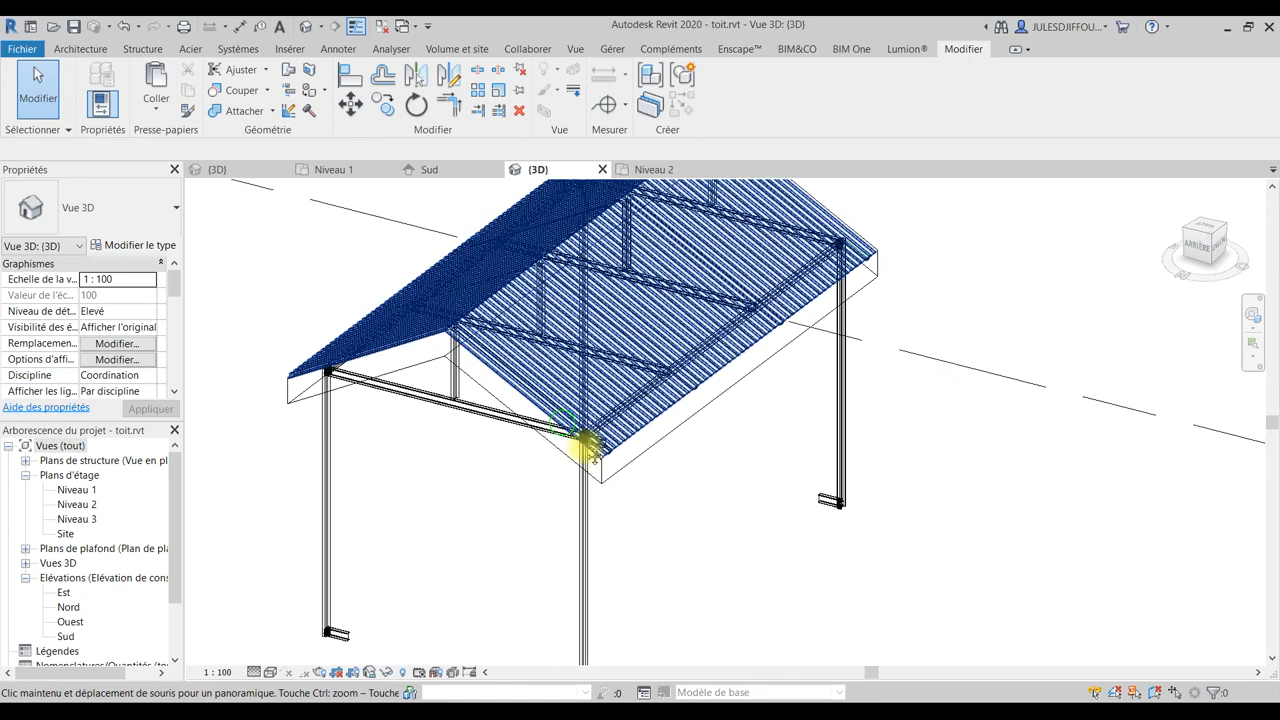 Autodesk Revit 2020 - toit.rvt - Vue 3D: {3D}
JULESDJIFFOU...
Fichier Architecture Structure Acier Systèmes Insérer Annoter Analyser Volume et site Collaborer Vue Gérer Compléments Enscape™ BIM&CO BIM One Lumion® Modifier
Modifier
Coller
Ajuster
Couper
Attacher
Sélectionner Propriétés Presse-papiers Géométrie Modifier Vue Mesurer Créer
Propriétés
{3D} Niveau 1 Sud {3D} Niveau 2
Vue 3D
Vue 3D: {3D} Modifier le type
Graphismes
Echelle de la v... 1 : 100
Valeur de l'éc... 100
Niveau de dét... Elevé
Visibilité des é... Afficher l'original
Remplacemen... Modifier...
Options d'affi... Modifier...
Discipline Coordination
Afficher les lig... Par discipline
Aide des propriétés Appliquer
Arborescence du projet - toit.rvt
Vues (tout)
Plans de structure (Vue en pl
Plans d'étage
Niveau 1
Niveau 2
Niveau 3
Site
Plans de plafond (Plan de pla
Vues 3D
Elévations (Elévation de cons
Est
Nord
Ouest
Sud
Légendes
Nomenclatures/Quantités (tou
ARRIÈRE
1 : 100
Clic maintenu et déplacement de souris pour un panoramique. Touche Ctrl: zoom – Touche
:0
Modèle de base
:0